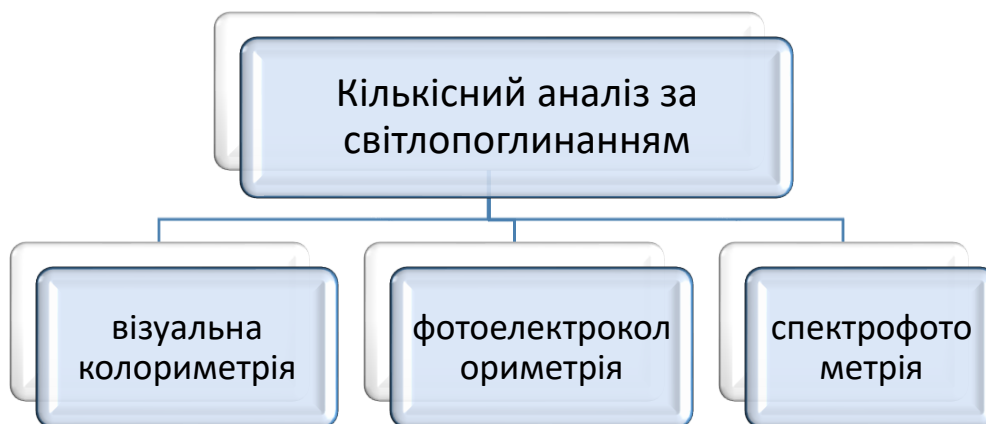 Кількісний аналіз за
світлопоглинанням
візуальна
колориметрія
фотоелектрокол
ориметрія
спектрофото
метрія